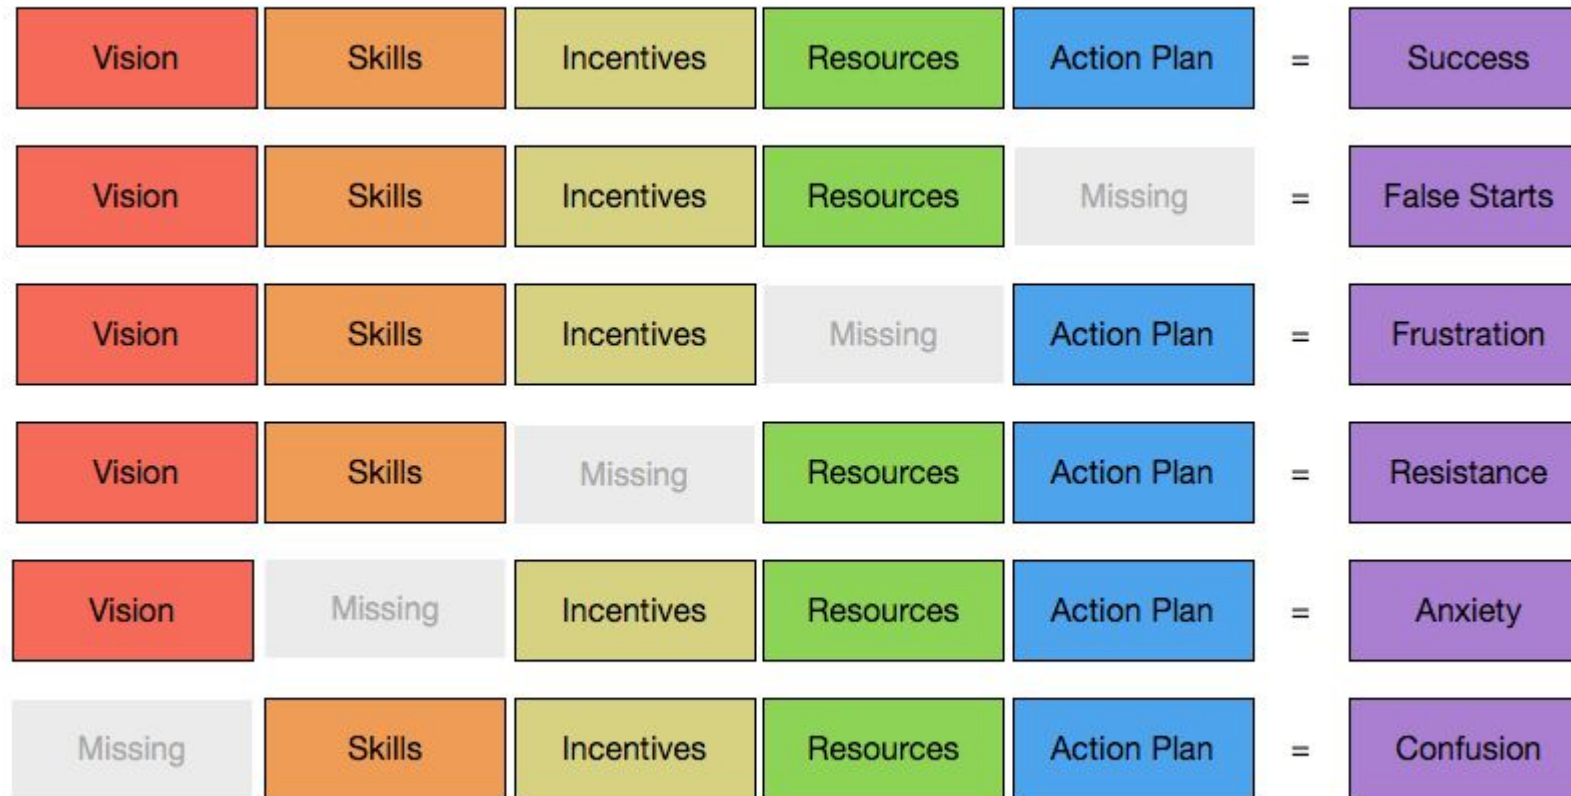 Vision Skills Incentives Resources Action Plan = Success
Vision Skills Incentives Resources Missing = False Starts
Vision Skills Incentives Missing Action Plan = Frustration
Vision Skills Missing Resources Action Plan = Resistance
Vision Missing Incentives Resources Action Plan = Anxiety
Missing Skills Incentives Resources Action Plan = Confusion